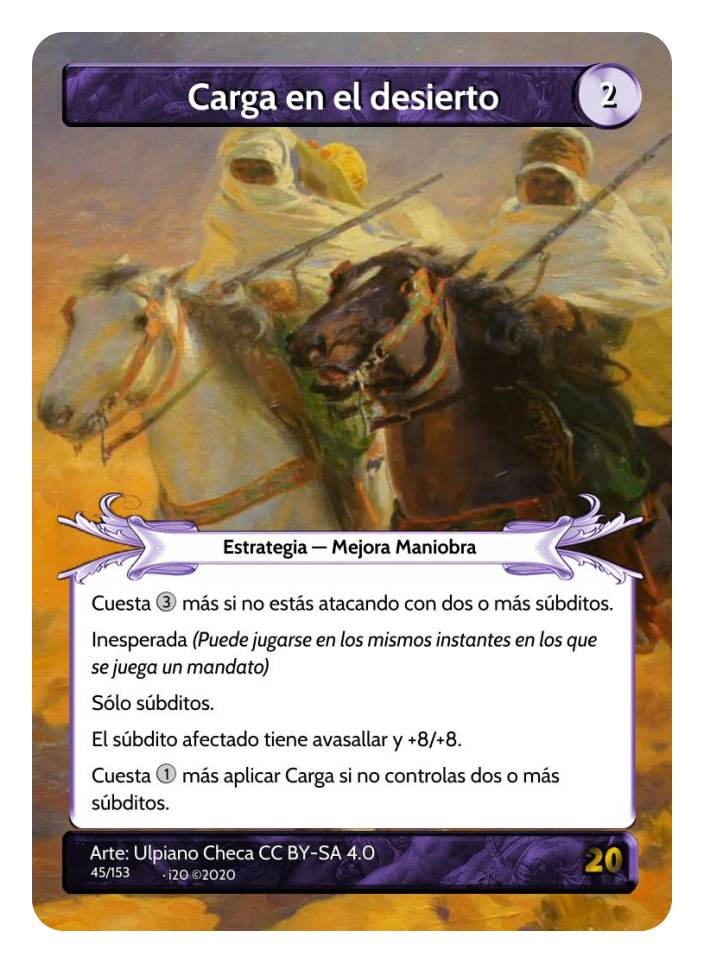 Carga en el desierto
2
Estrategia — Mejora Maniobra
Cuesta 3 más si no estás atacando con dos o más súbditos.
Inesperada (Puede jugarse en los mismos instantes en los que
se juega un mandato)
Sólo súbditos.
El súbdito afectado tiene avasallar y +8/+8.
Cuesta 1 más aplicar Carga si no controlas dos o más
súbditos.
Arte: Ulpiano Checa CC BY-SA 4.0
45/153 · i20 ©2020
20